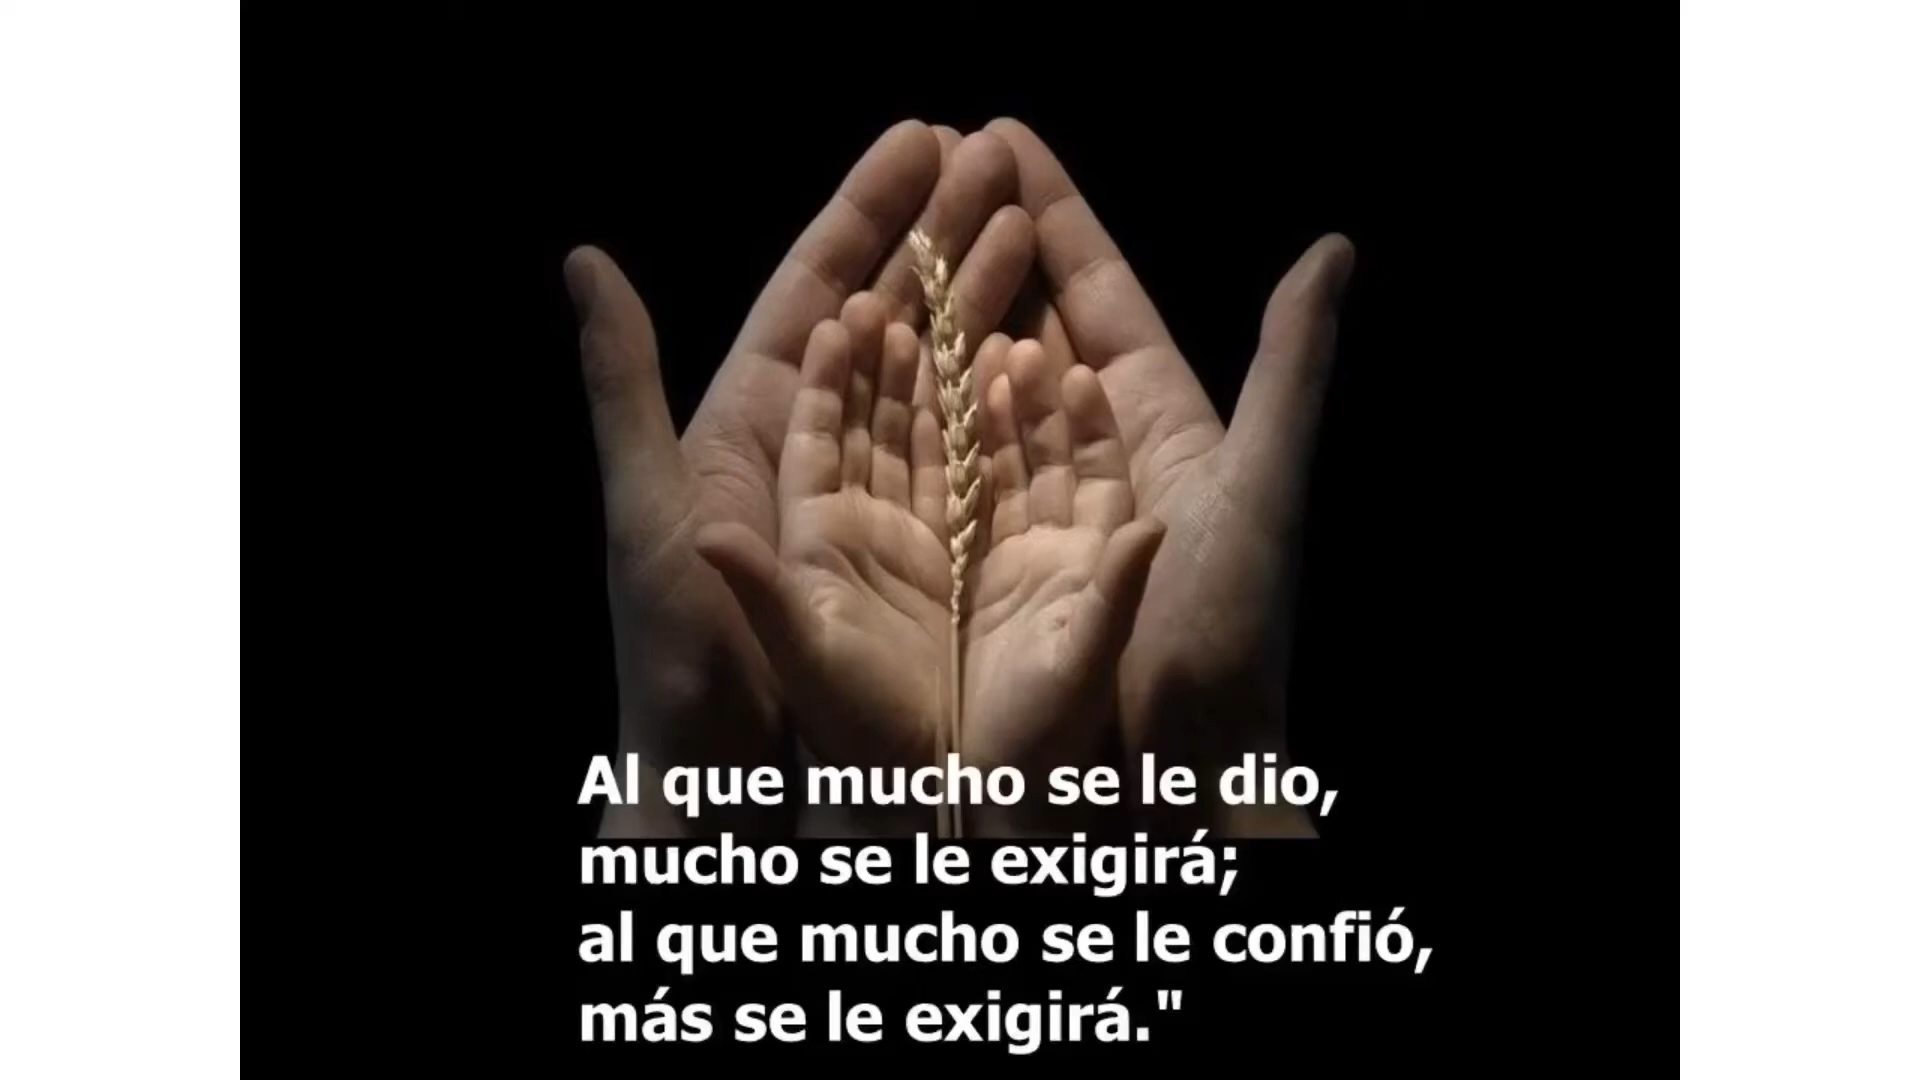 Al que mucho se le dio,
mucho se le exigirá;
al que mucho se le confió,
más se le exigirá."